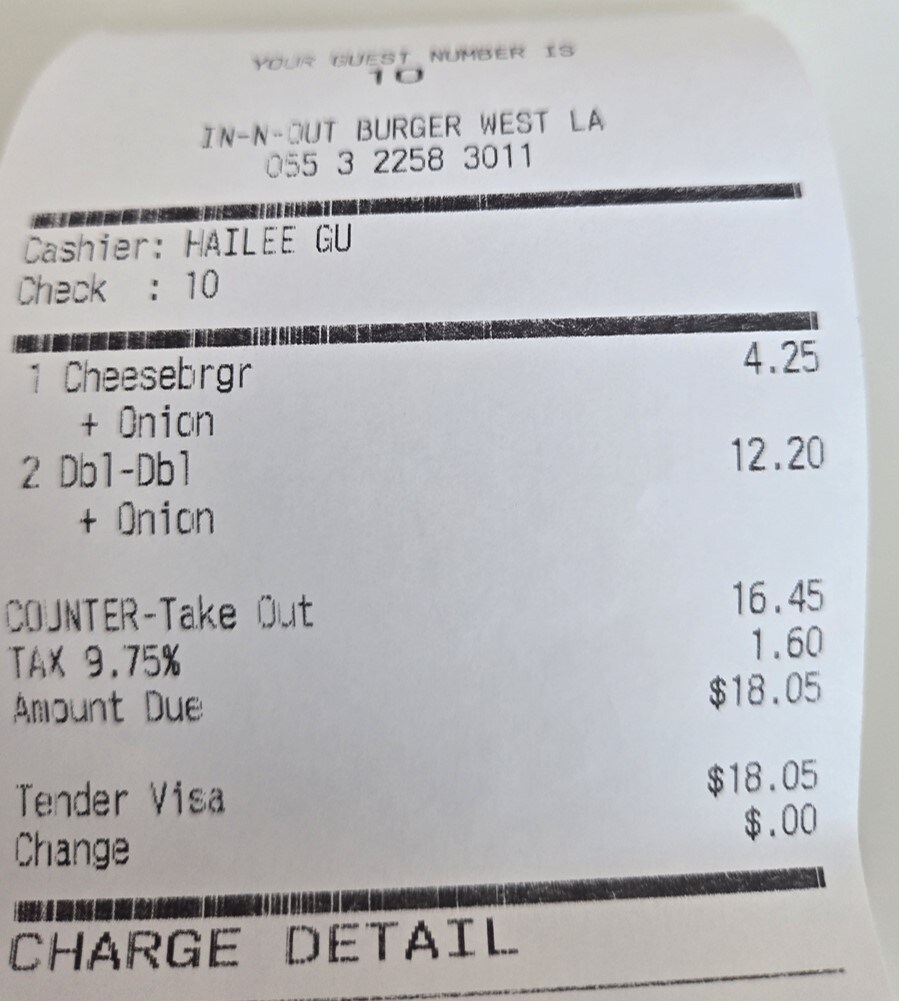 YOUR GUEST NUMBER IS
10
IN-N-OUT BURGER WEST LA
055 3 2258 3011
Cashier: HAILEE GU
Check : 10
1 Cheesebrgr 4.25
+ Onion
2 Dbl-Dbl 12.20
+ Onion
COUNTER-Take Out 16.45
TAX 9.75% 1.60
Amount Due $18.05
Tender Visa $18.05
Change $.00
CHARGE DETAIL